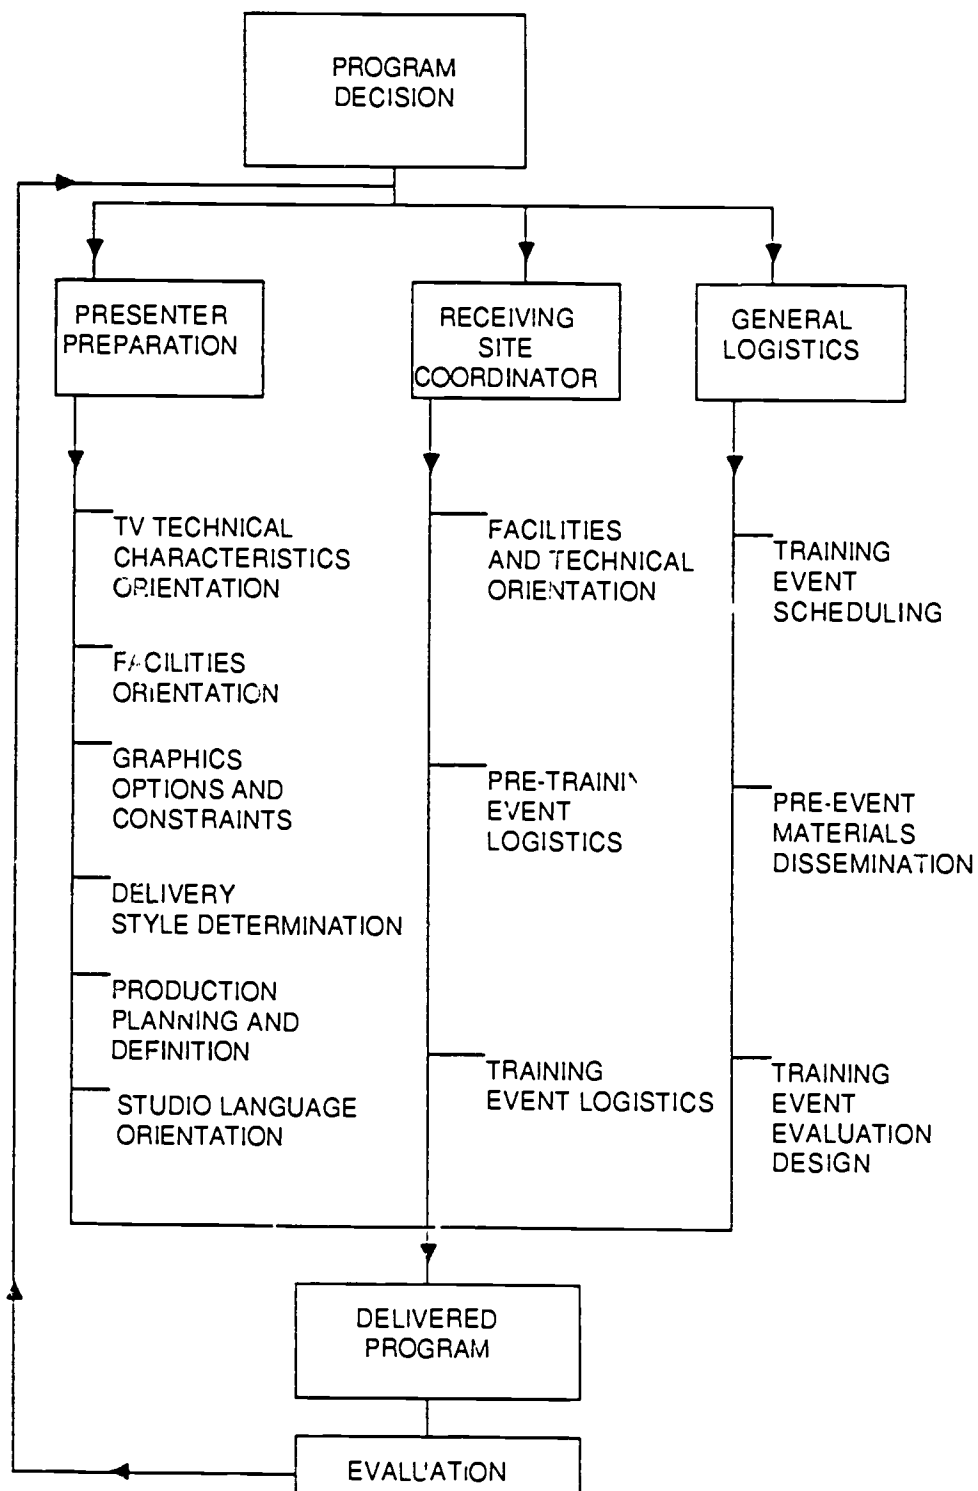 PROGRAM
DECISION
PRESENTER
PREPARATION
RECEIVING
SITE
COORDINATOR
GENERAL
LOGISTICS
TV TECHNICAL
CHARACTERISTICS
ORIENTATION
FACILITIES
ORIENTATION
GRAPHICS
OPTIONS AND
CONSTRAINTS
DELIVERY
STYLE DETERMINATION
PRODUCTION
PLANNING AND
DEFINITION
STUDIO LANGUAGE
ORIENTATION
FACILITIES
AND TECHNICAL
ORIENTATION
PRE-TRAINING
EVENT
LOGISTICS
TRAINING
EVENT LOGISTICS
TRAINING
EVENT
SCHEDULING
PRE-EVENT
MATERIALS
DISSEMINATION
TRAINING
EVENT
EVALUATION
DESIGN
DELIVERED
PROGRAM
EVALUATION